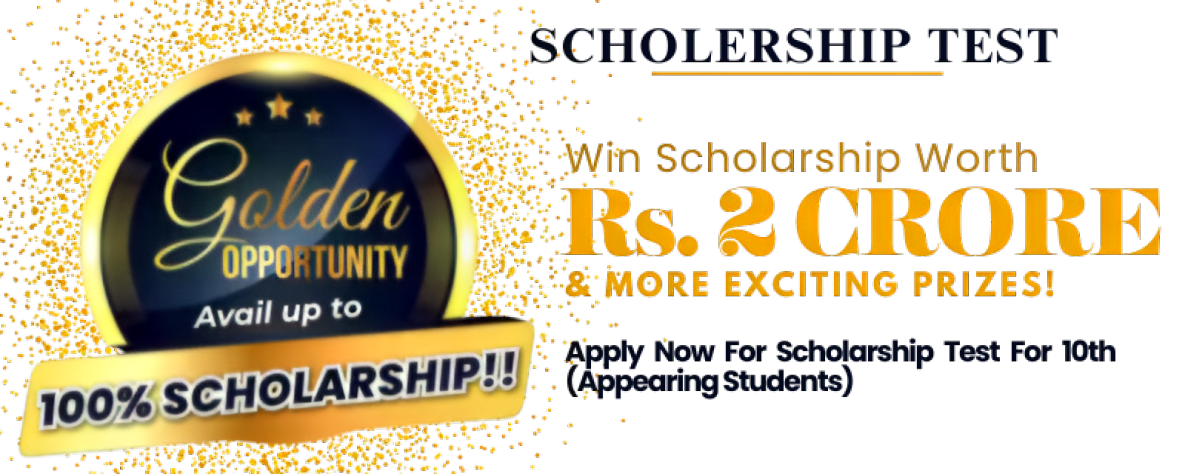 SCHOLERSHIP TEST
Golden
OPPORTUNITY
Avail up to
100% SCHOLARSHIP!!
Win Scholarship Worth
Rs. 2 CRORE
& MORE EXCITING PRIZES!
Apply Now For Scholarship Test For 10th
(Appearing Students)